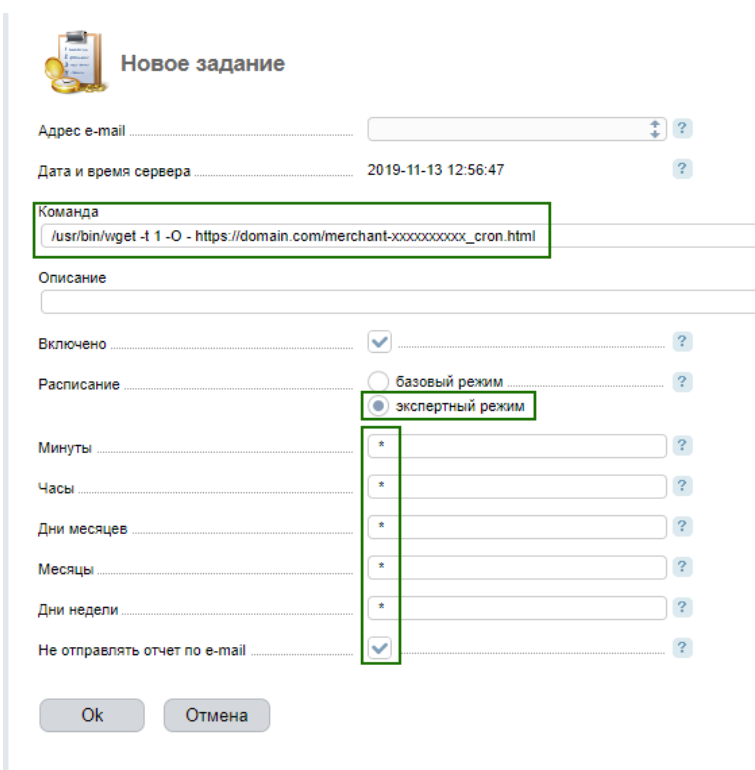 Новое задание
Адрес e-mail ?
Дата и время сервера 2019-11-13 12:56:47 ?
Команда
/usr/bin/wget -t 1 -O - https://domain.com/merchant-xxxxxxxxxx_cron.html
Описание
Включено ?
Расписание базовый режим ?
экспертный режим
Минуты * ?
Часы * ?
Дни месяцев * ?
Месяцы * ?
Дни недели * ?
Не отправлять отчет по e-mail ?
Ok Отмена